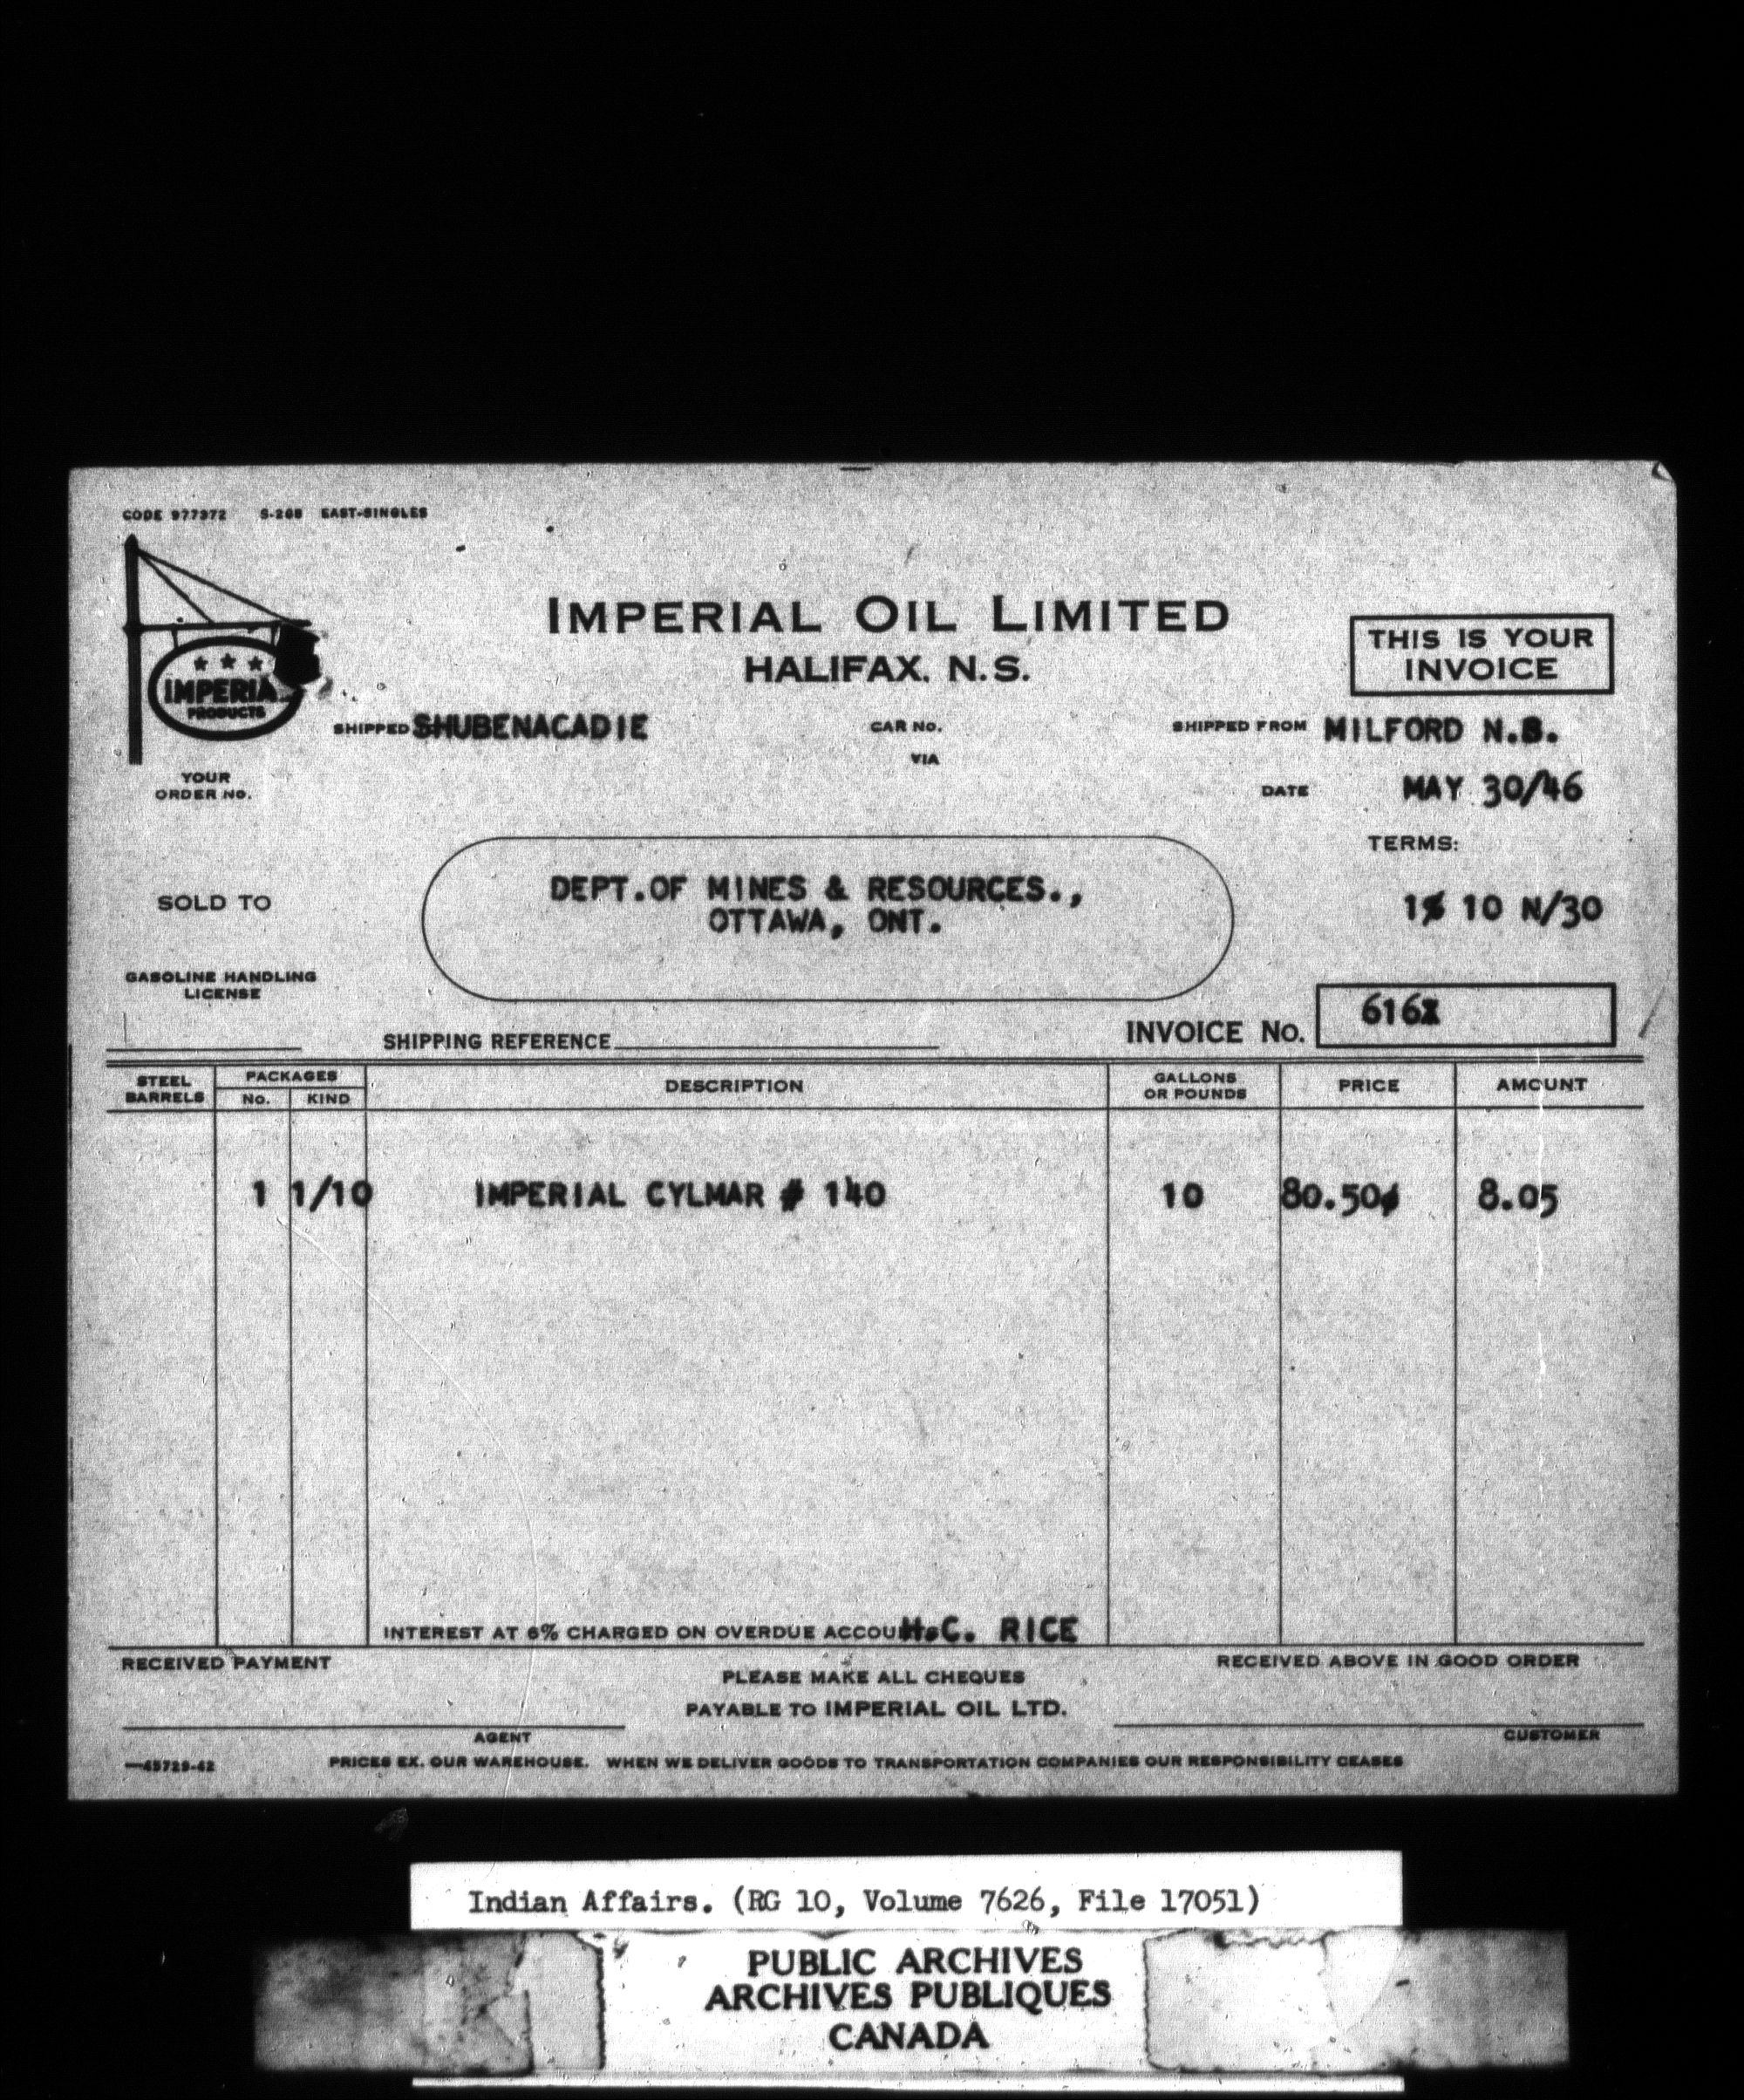 CODE 977372 S-268 EAST-SINGLES
IMPERIAL OIL LIMITED
HALIFAX. N.S.
THIS IS YOUR
INVOICE
★ ★ ★
IMPERIA
PRODUCTS
SHIPPED SHUBENACADIE
CAR No.
SHIPPED FROM MILFORD N.S.
VIA
YOUR
ORDER NO.
DATE MAY 30/46
TERMS:
1% 10 N/30
SOLD TO
DEPT.OF MINES & RESOURCES.,
OTTAWA, ONT.
GASOLINE HANDLING
LICENSE
SHIPPING REFERENCE
INVOICE No. 616
STEEL
BARRELS
PACKAGES
No. KIND
DESCRIPTION
GALLONS
OR POUNDS
PRICE
AMOUNT
1 1/10 IMPERIAL CYLMAR # 140 10 80.50¢ 8.05
INTEREST AT 6% CHARGED ON OVERDUE H.C. RICE
RECEIVED PAYMENT
PLEASE MAKE ALL CHEQUES
PAYABLE TO IMPERIAL OIL LTD.
RECEIVED ABOVE IN GOOD ORDER
AGENT
CUSTOMER
—45729-42 PRICES EX. OUR WAREHOUSE. WHEN WE DELIVER GOODS TO TRANSPORTATION COMPANIES OUR RESPONSIBILITY CEASES
Indian Affairs. (RG 10, Volume 7626, File 17051)
PUBLIC ARCHIVES
ARCHIVES PUBLIQUES
CANADA